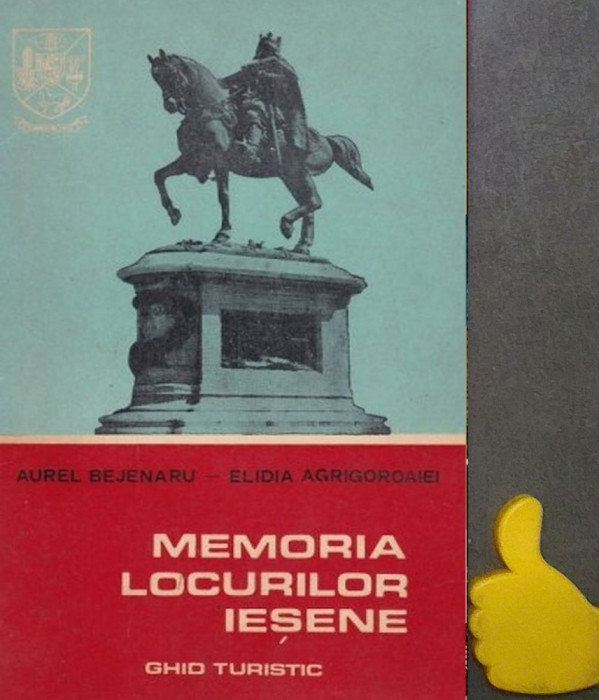 AUREL BEJENARU — ELIDIA AGRIGOROAIEI
MEMORIA
LOCURILOR
IEȘENE
GHID TURISTIC